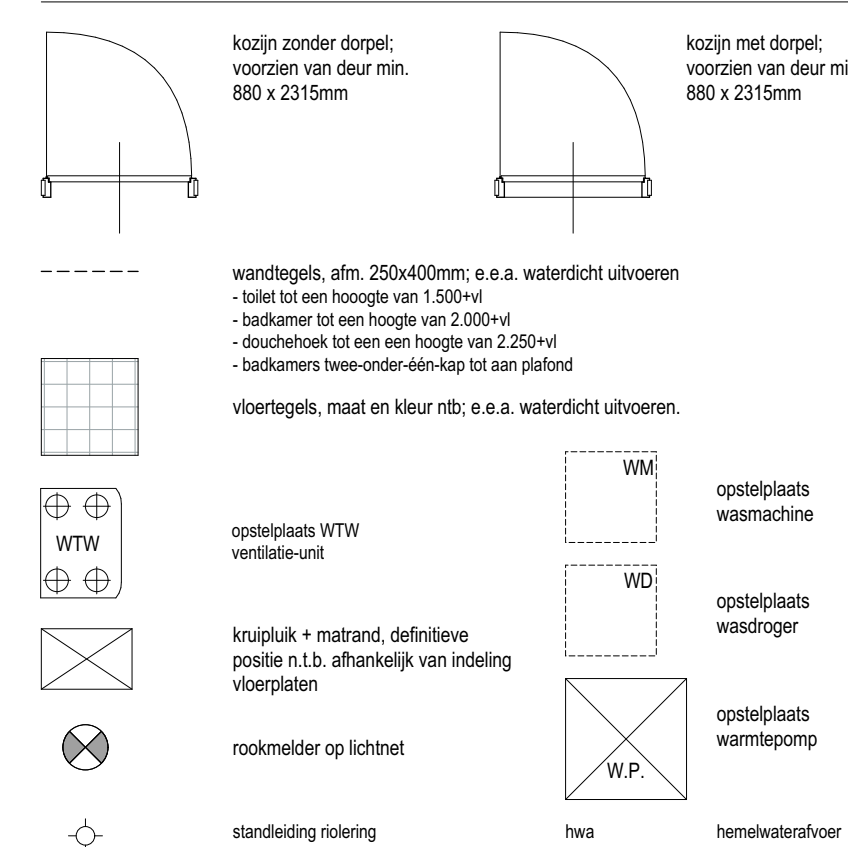 kozijn zonder dorpel;
voorzien van deur min.
880 x 2315mm
kozijn met dorpel;
voorzien van deur
880 x 2315mm
wandtegels, afm. 250x400mm; e.e.a. waterdicht uitvoeren
- toilet tot een hooogte van 1.500+vl
- badkamer tot een hoogte van 2.000+vl
- douchehoek tot een een hoogte van 2.250+vl
- badkamers twee-onder-één-kap tot aan plafond
vloertegels, maat en kleur ntb; e.e.a. waterdicht uitvoeren.
WM
opstelplaats
wasmachine
WTW
opstelplaats WTW
ventilatie-unit
WD
opstelplaats
wasdroger
kruipluik + matrand, definitieve
positie n.t.b. afhankelijk van indeling
vloerplaten
W.P.
opstelplaats
warmtepomp
rookmelder op lichtnet
standleiding riolering
hwa
hemelwaterafvoer